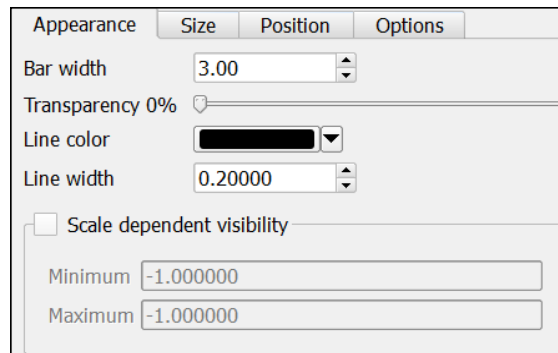 Appearance Size Position Options
Bar width 3.00
Transparency 0%
Line color
Line width 0.20000
Scale dependent visibility
Minimum -1.000000
Maximum -1.000000